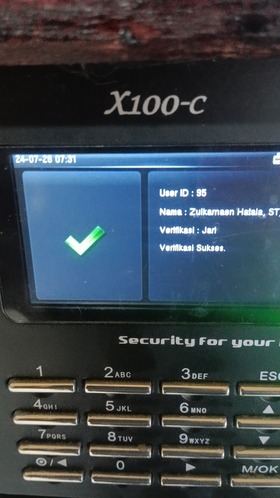 X100-C
24-07-26 07:31
User ID : 95
Nama : Zulkarnaen Hatala, ST
Verifikasi : Jari
Verifikasi Sukses.
Security for your
1 2ABC 3DEF ESC
4GHI 5JKL 6MNO ▲
7PQRS 8TUV 9WXYZ ▼
/◀ 0 ▶ M/OK